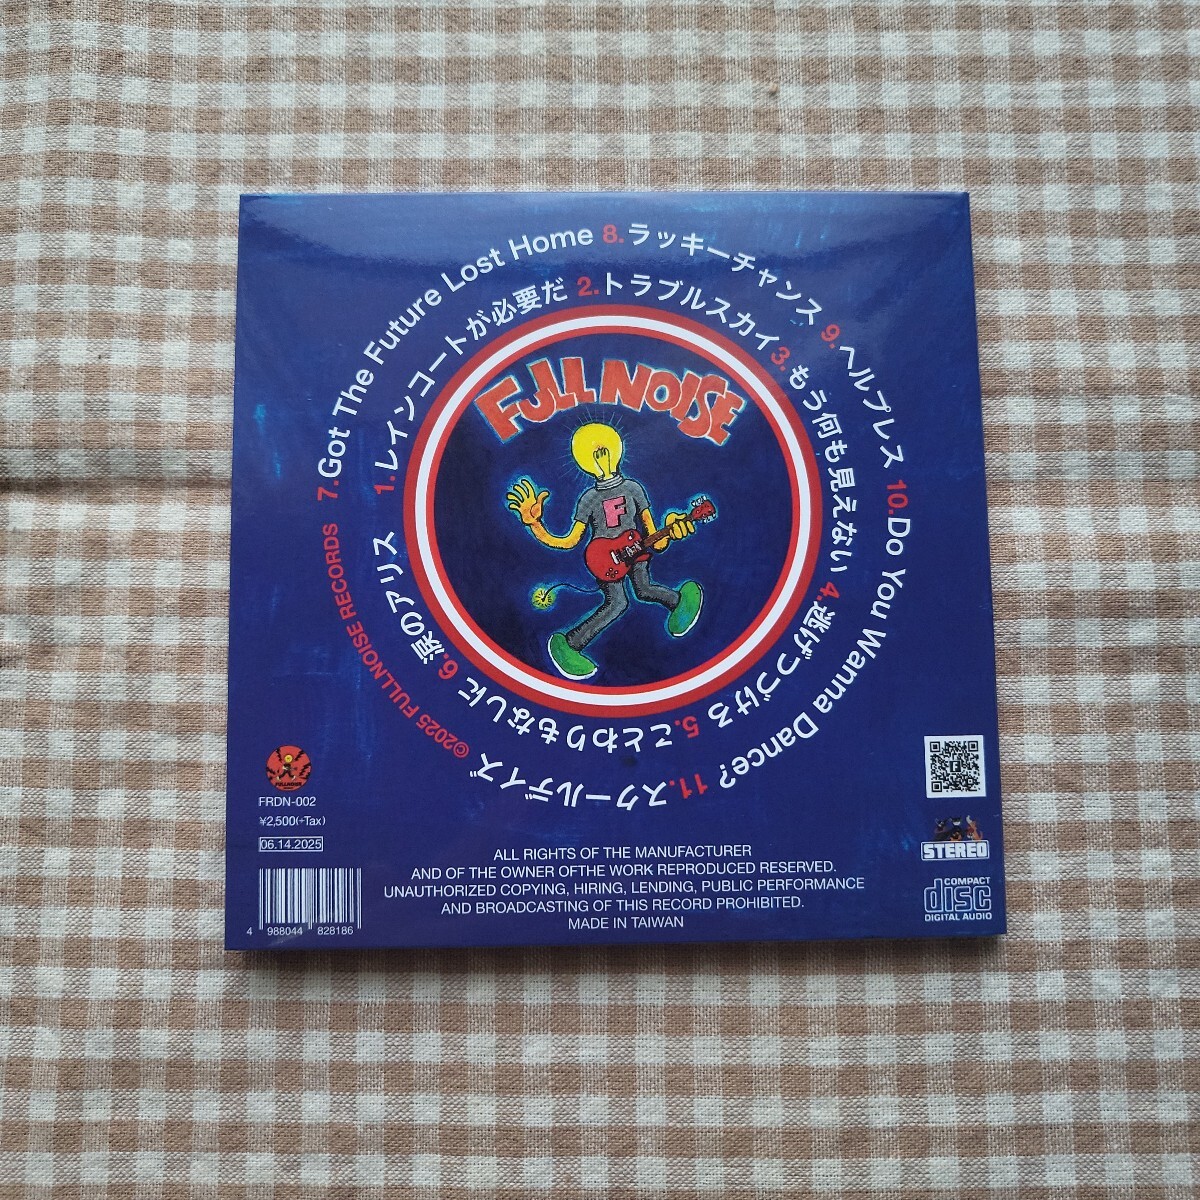 1.レインコートが必要だ 2.トラブルスカイ 3.もう何も見えない 4.逃げつづけろ 5.ことわりもなしに 6.涙のアリス
7.Got The Future Lost Home 8.ラッキーチャンス 9.ヘルプレス 10.Do You Wanna Dance? 11.スクールデイズ
©2025 FULLNOISE RECORDS
FULL NOISE
F
FRDN-002
¥2,500(+Tax)
06.14.2025
4 988044 828186
ALL RIGHTS OF THE MANUFACTURER
AND OF THE OWNER OFTHE WORK REPRODUCED RESERVED.
UNAUTHORIZED COPYING, HIRING, LENDING, PUBLIC PERFORMANCE
AND BROADCASTING OF THIS RECORD PROHIBITED.
MADE IN TAIWAN
F
STEREO
COMPACT
disc
DIGITAL AUDIO